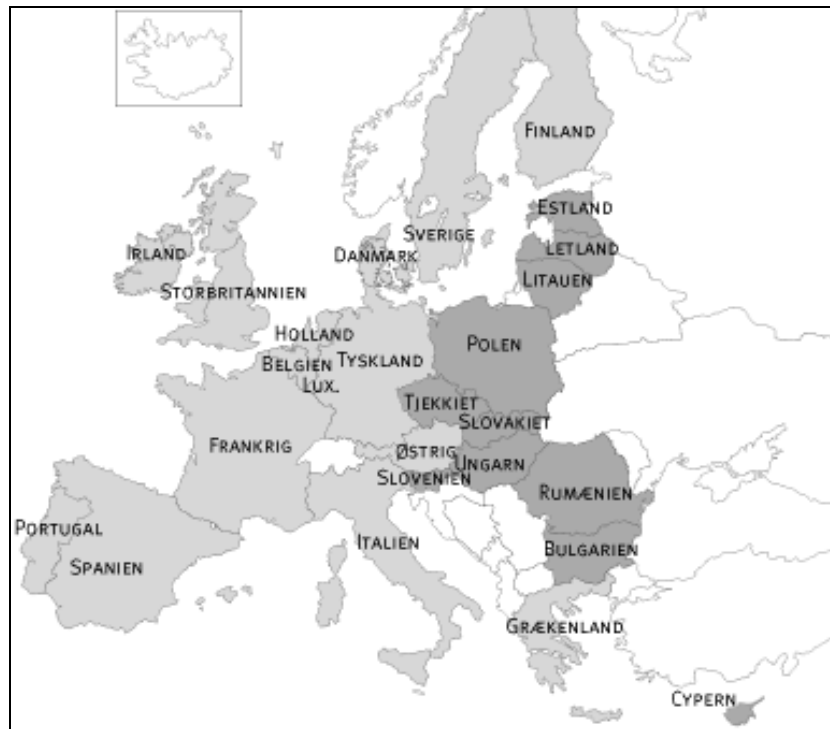 FINLAND
ESTLAND
SVERIGE
LETLAND
IRLAND
DANMARK
LITAUEN
STORBRITANNIEN
HOLLAND
POLEN
BELGIEN
TYSKLAND
LUX.
TJEKKIET
SLOVAKIET
FRANKRIG
ØSTRIG
UNGARN
SLOVENIEN
RUMÆNIEN
PORTUGAL
ITALIEN
BULGARIEN
SPANIEN
GRÆKENLAND
CYPERN